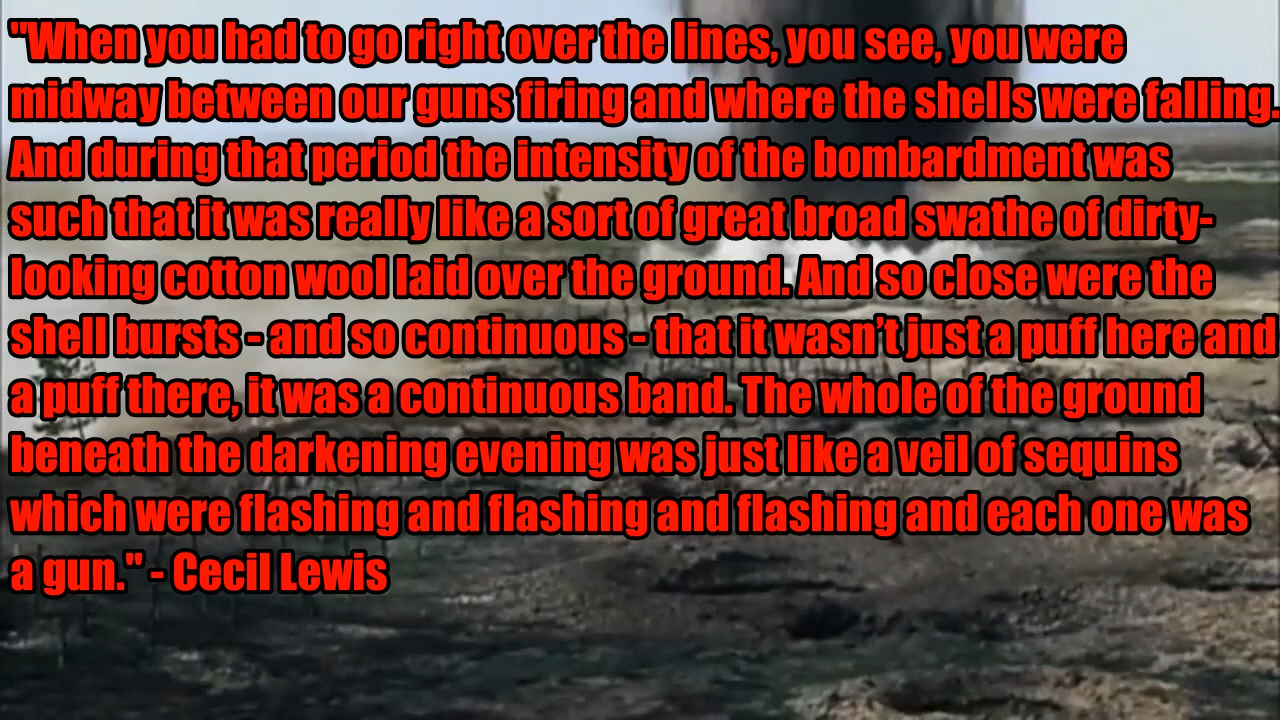 "When you had to go right over the lines, you see, you were
midway between our guns firing and where the shells were falling.
And during that period the intensity of the bombardment was
such that it was really like a sort of great broad swathe of dirty-
looking cotton wool laid over the ground. And so close were the
shell bursts - and so continuous - that it wasn’t just a puff here and
a puff there, it was a continuous band. The whole of the ground
beneath the darkening evening was just like a veil of sequins
which were flashing and flashing and flashing and each one was
a gun." - Cecil Lewis